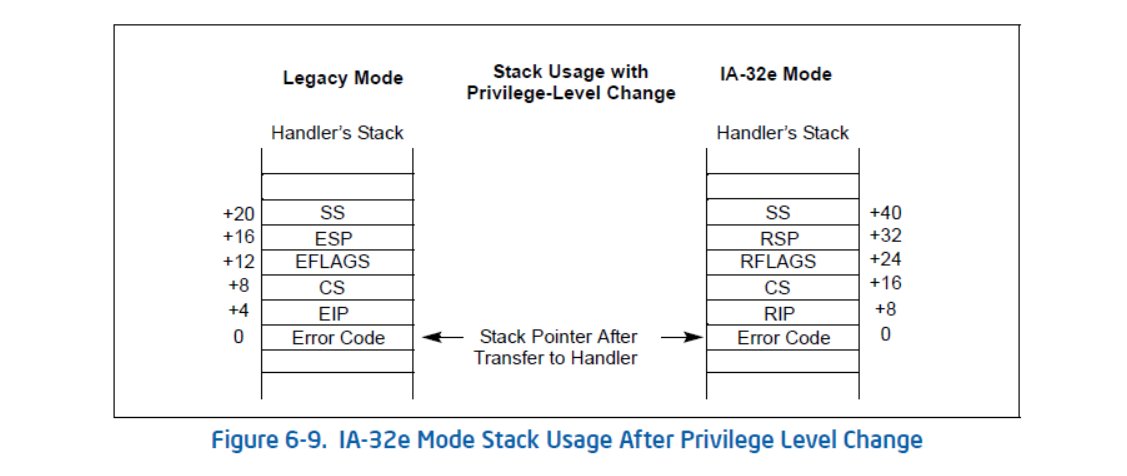 Legacy Mode
Stack Usage with
Privilege-Level Change
IA-32e Mode
Handler's Stack
Handler's Stack
+20 SS
+16 ESP
+12 EFLAGS
+8 CS
+4 EIP
0 Error Code
SS +40
RSP +32
RFLAGS +24
CS +16
RIP +8
Error Code 0
Stack Pointer After
Transfer to Handler
Figure 6-9. IA-32e Mode Stack Usage After Privilege Level Change